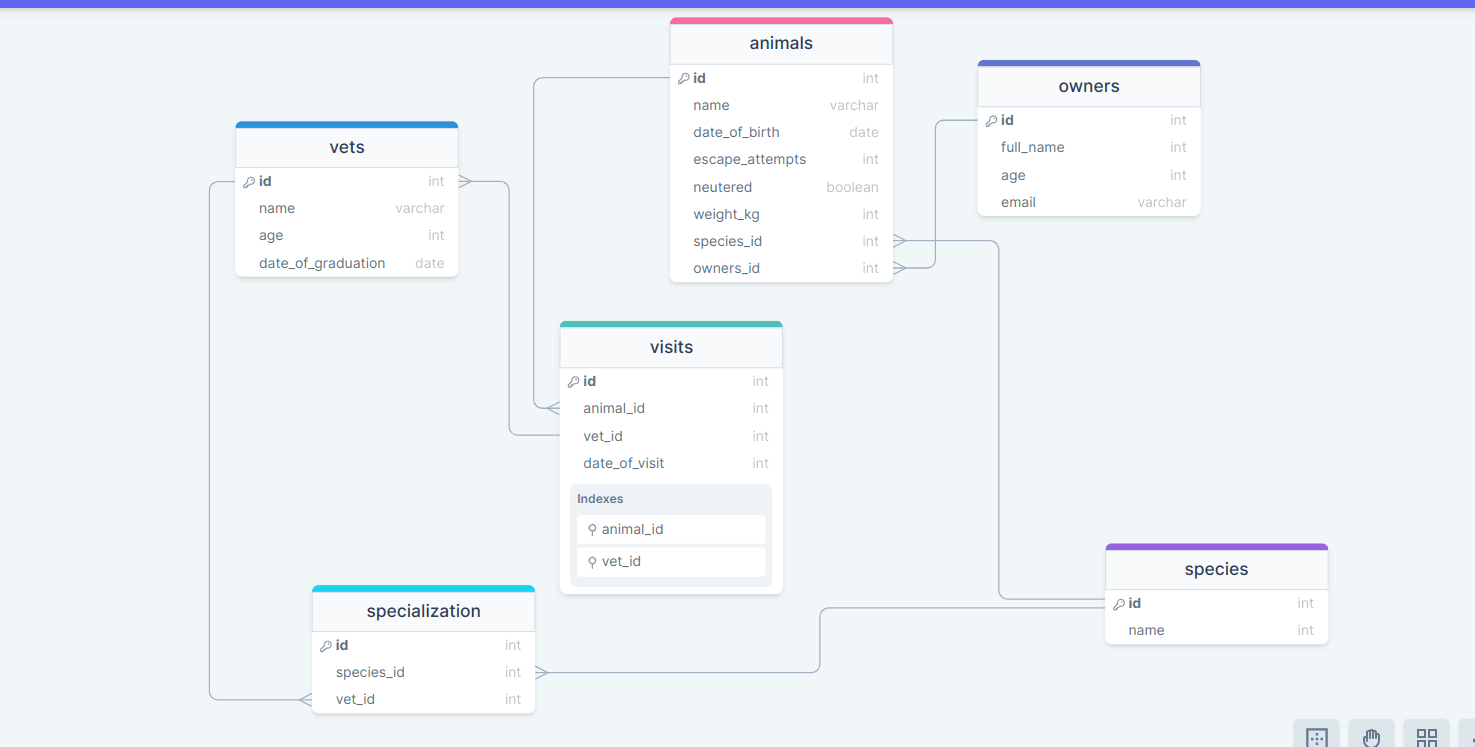 animals
id int
name varchar
date_of_birth date
escape_attempts int
neutered boolean
weight_kg int
species_id int
owners_id int
owners
id int
full_name int
age int
email varchar
vets
id int
name varchar
age int
date_of_graduation date
visits
id int
animal_id int
vet_id int
date_of_visit int
Indexes
animal_id
vet_id
species
id int
name int
specialization
id int
species_id int
vet_id int